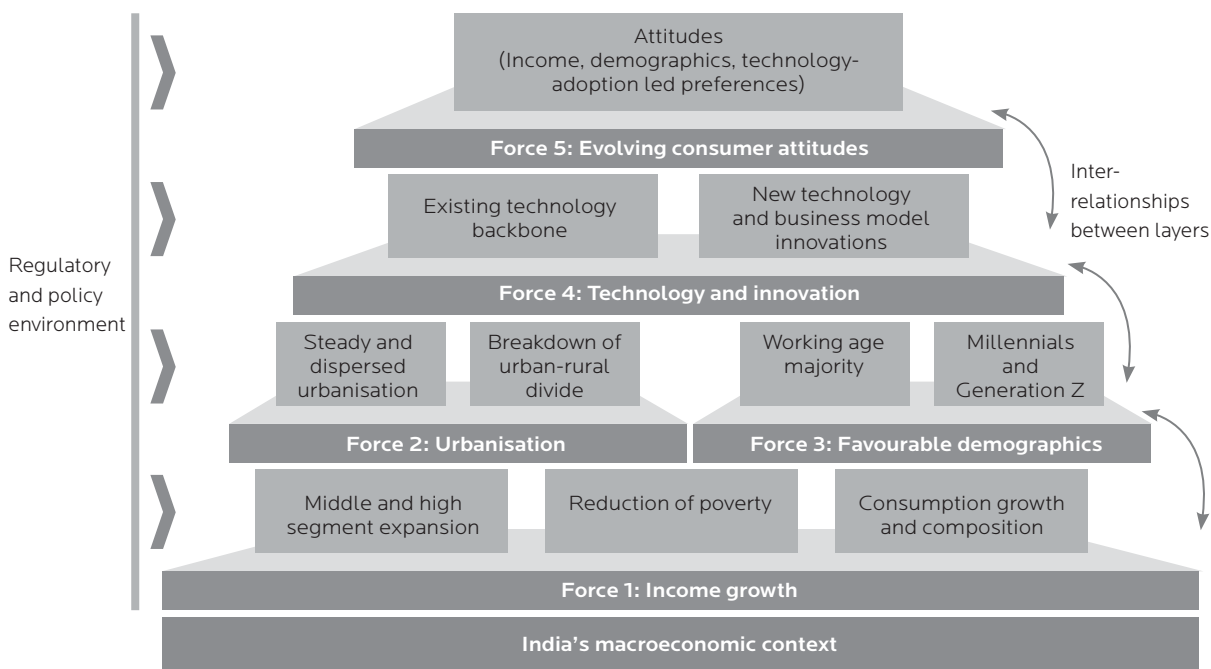 Attitudes
(Income, demographics, technology-
adoption led preferences)
Force 5: Evolving consumer attitudes
Existing technology
backbone
New technology
and business model
innovations
Force 4: Technology and innovation
Steady and
dispersed
urbanisation
Breakdown of
urban-rural
divide
Working age
majority
Millennials
and
Generation Z
Force 2: Urbanisation
Force 3: Favourable demographics
Middle and high
segment expansion
Reduction of poverty
Consumption growth
and composition
Force 1: Income growth
India's macroeconomic context
Regulatory
and policy
environment
Inter-
relationships
between layers